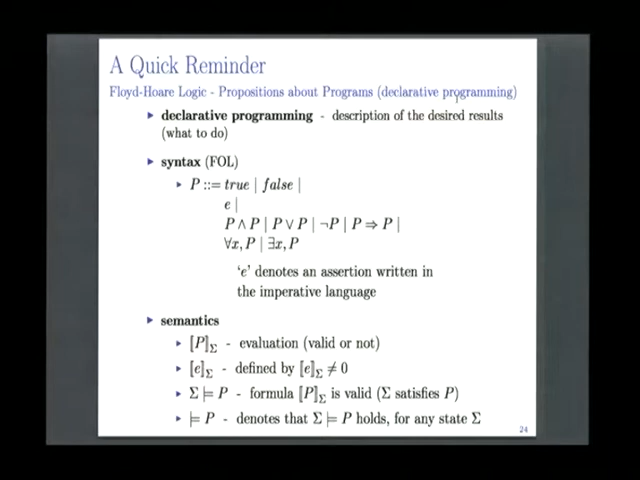 A Quick Reminder
Floyd-Hoare Logic - Propositions about Programs (declarative programming)
▸ declarative programming - description of the desired results
(what to do)
▸ syntax (FOL)
▸ P ::= true | false |
e |
P ∧ P | P ∨ P | ¬P | P ⇒ P |
∀x, P | ∃x, P
'e' denotes an assertion written in
the imperative language
▸ semantics
▸ ⟦P⟧Σ - evaluation (valid or not)
▸ ⟦e⟧Σ - defined by ⟦e⟧Σ ≠ 0
▸ Σ ⊨ P - formula ⟦P⟧Σ is valid (Σ satisfies P)
▸ ⊨ P - denotes that Σ ⊨ P holds, for any state Σ
24